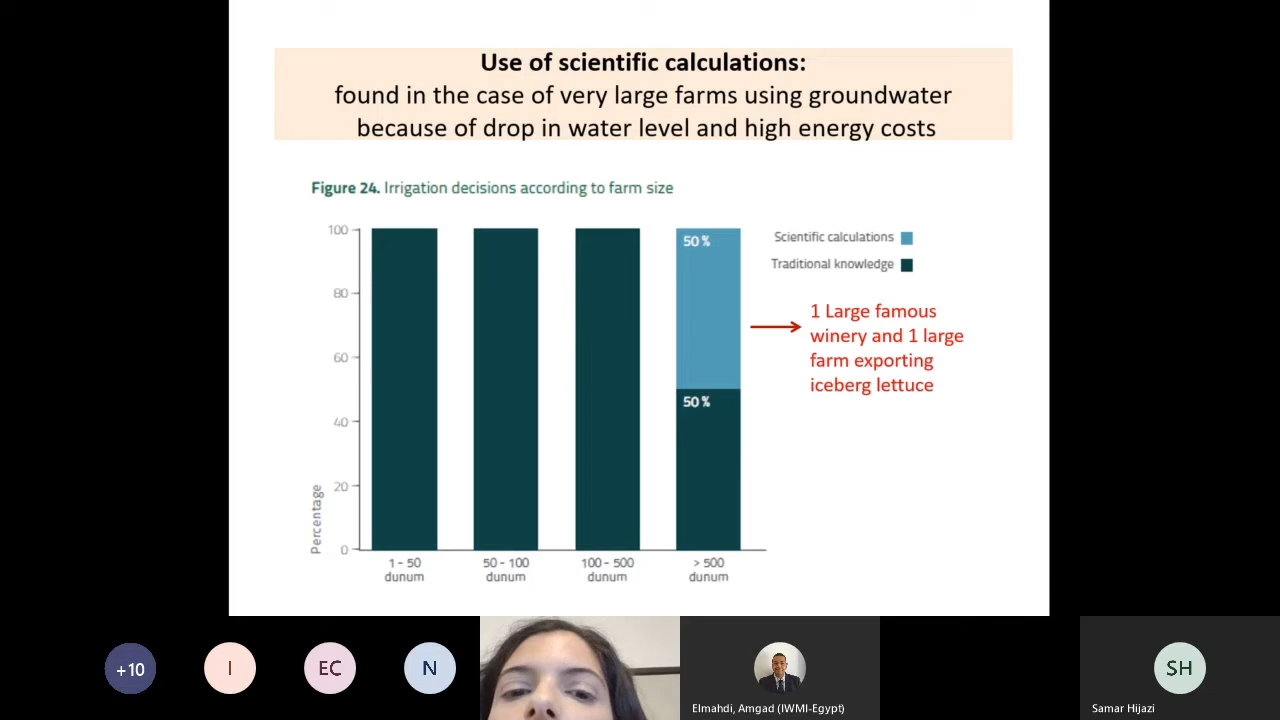 Use of scientific calculations:
found in the case of very large farms using groundwater
because of drop in water level and high energy costs
Figure 24. Irrigation decisions according to farm size
100
80
60
40
20
0
Percentage
50 %
50 %
1 - 50
dunum
50 - 100
dunum
100 - 500
dunum
> 500
dunum
Scientific calculations
Traditional knowledge
1 Large famous
winery and 1 large
farm exporting
iceberg lettuce
+10
I
EC
N
Elmahdi, Amgad (IWMI-Egypt)
SH
Samar Hijazi